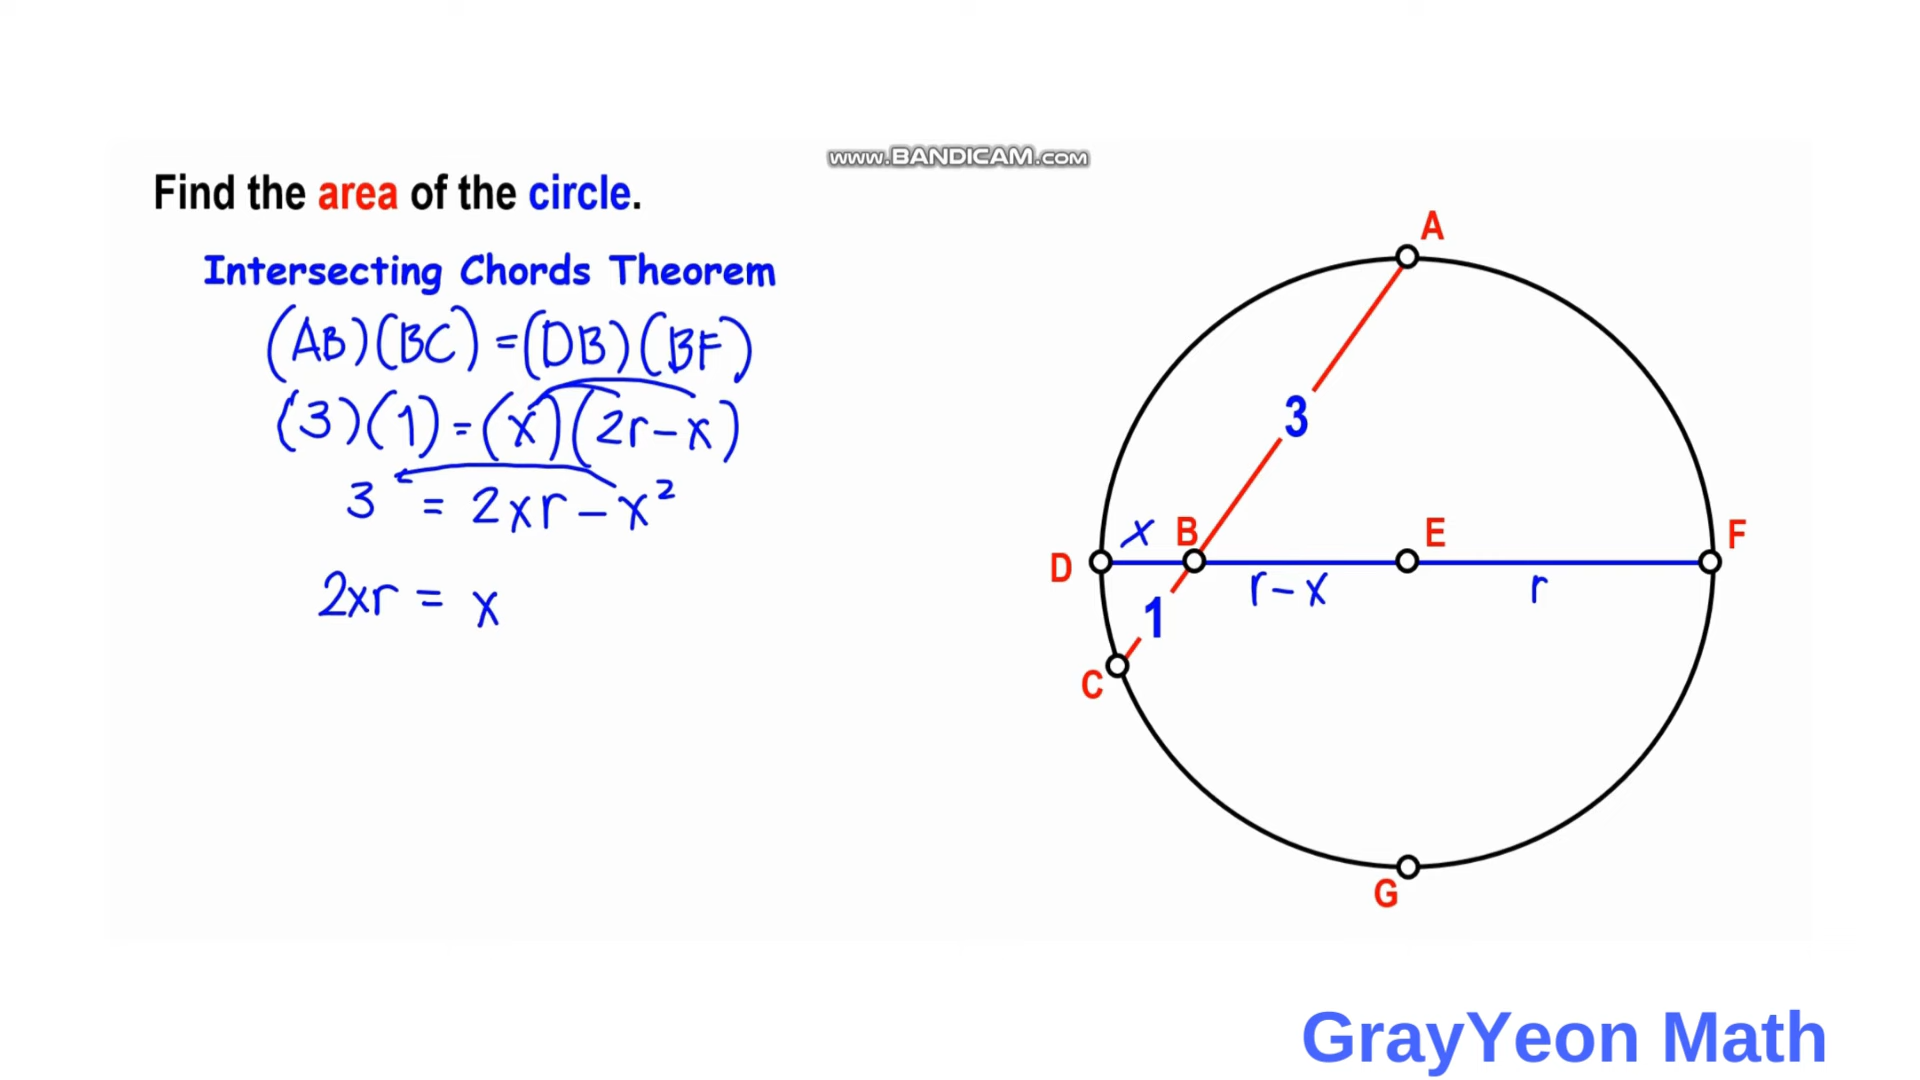 www.BANDICAM.com
Find the area of the circle.
Intersecting Chords Theorem
(AB)(BC) = (DB)(BF)
(3)(1) = (x)(2r - x)
3 = 2xr - x²
2xr = x
A
3
x
B
E
F
D
r - x
r
1
C
G
GrayYeon Math